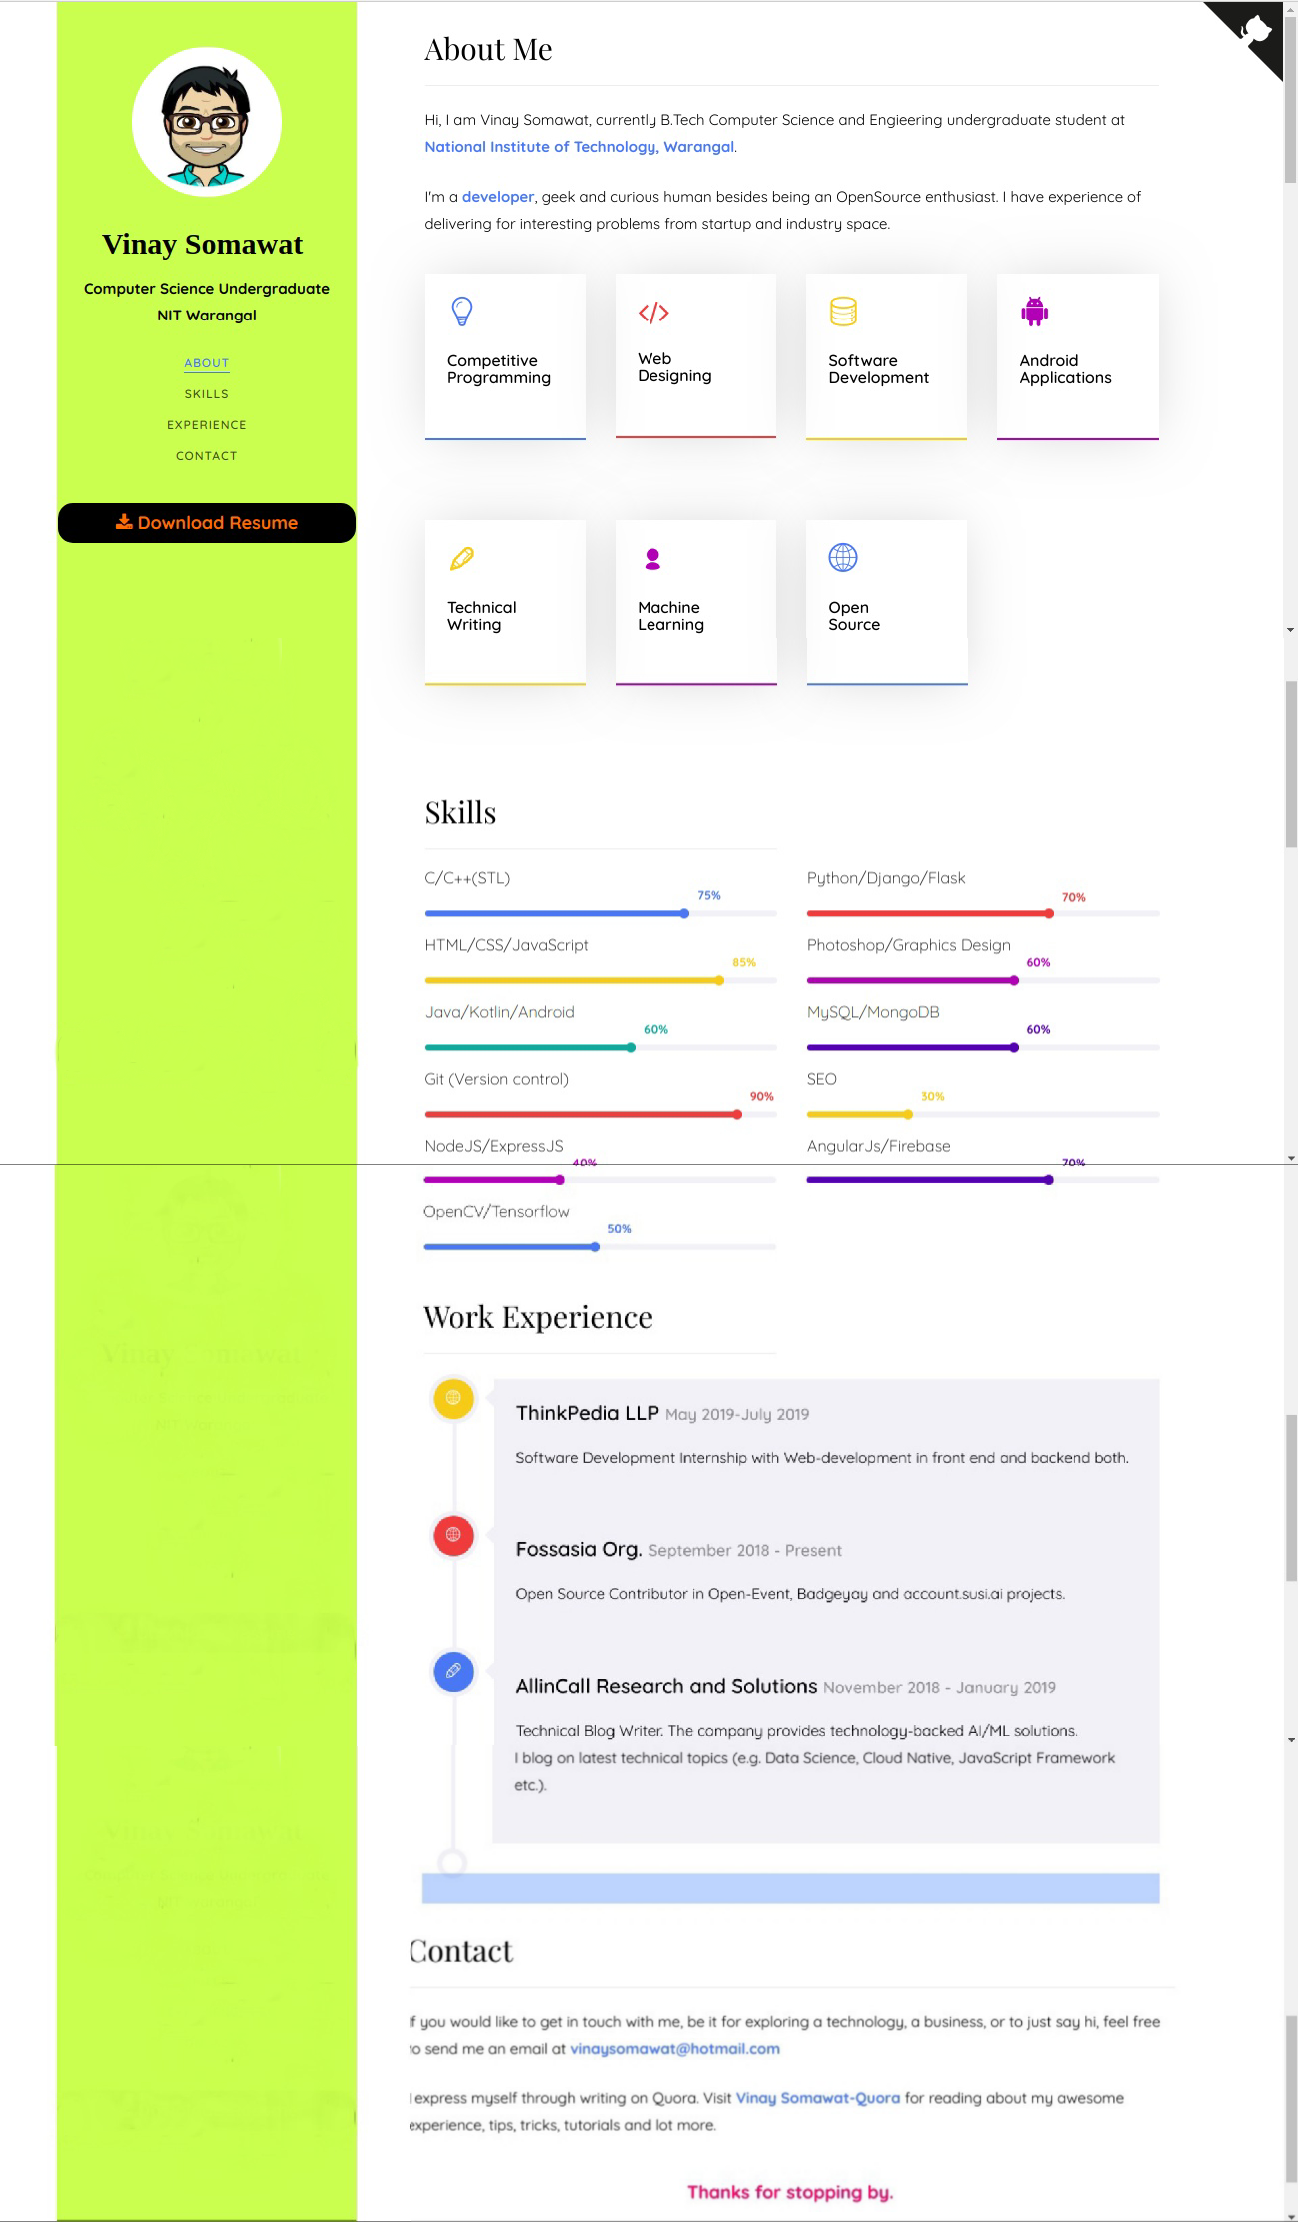 Vinay Somawat
Computer Science Undergraduate
NIT Warangal
ABOUT
SKILLS
EXPERIENCE
CONTACT
Download Resume
About Me
Hi, I am Vinay Somawat, currently B.Tech Computer Science and Engieering undergraduate student at
National Institute of Technology, Warangal.
I'm a developer, geek and curious human besides being an OpenSource enthusiast. I have experience of
delivering for interesting problems from startup and industry space.
Competitive
Programming
Web
Designing
Software
Development
Android
Applications
Technical
Writing
Machine
Learning
Open
Source
Skills
C/C++(STL)
75%
Python/Django/Flask
70%
HTML/CSS/JavaScript
85%
Photoshop/Graphics Design
60%
Java/Kotlin/Android
60%
MySQL/MongoDB
60%
Git (Version control)
90%
SEO
30%
NodeJS/ExpressJS
40%
AngularJs/Firebase
70%
OpenCV/Tensorflow
50%
Work Experience
ThinkPedia LLP May 2019-July 2019
Software Development Internship with Web-development in front end and backend both.
Fossasia Org. September 2018 - Present
Open Source Contributor in Open-Event, Badgeyay and account.susi.ai projects.
AllinCall Research and Solutions November 2018 - January 2019
Technical Blog Writer. The company provides technology-backed AI/ML solutions.
I blog on latest technical topics (e.g. Data Science, Cloud Native, JavaScript Framework
etc.).
Contact
f you would like to get in touch with me, be it for exploring a technology, a business, or to just say hi, feel free
to send me an email at vinaysomawat@hotmail.com
I express myself through writing on Quora. Visit Vinay Somawat-Quora for reading about my awesome
experience, tips, tricks, tutorials and lot more.
Thanks for stopping by.